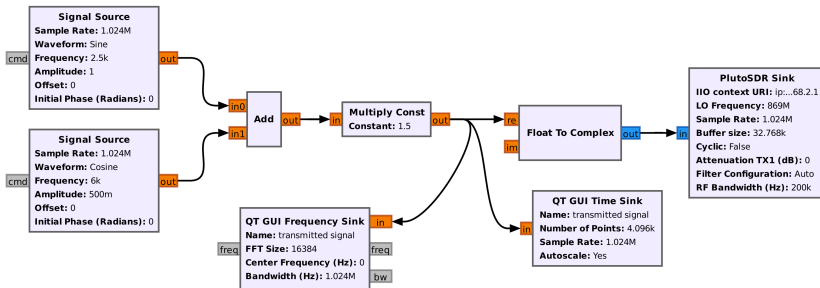 Signal Source
Sample Rate: 1.024M
Waveform: Sine
Frequency: 2.5k
Amplitude: 1
Offset: 0
Initial Phase (Radians): 0
cmd
out
Signal Source
Sample Rate: 1.024M
Waveform: Cosine
Frequency: 6k
Amplitude: 500m
Offset: 0
Initial Phase (Radians): 0
cmd
out
in0
in1
Add
out
in
Multiply Const
Constant: 1.5
out
re
im
Float To Complex
out
in
PlutoSDR Sink
IIO context URI: ip:...68.2.1
LO Frequency: 869M
Sample Rate: 1.024M
Buffer size: 32.768k
Cyclic: False
Attenuation TX1 (dB): 0
Filter Configuration: Auto
RF Bandwidth (Hz): 200k
QT GUI Frequency Sink
Name: transmitted signal
FFT Size: 16384
Center Frequency (Hz): 0
Bandwidth (Hz): 1.024M
in
freq
freq
bw
in
QT GUI Time Sink
Name: transmitted signal
Number of Points: 4.096k
Sample Rate: 1.024M
Autoscale: Yes